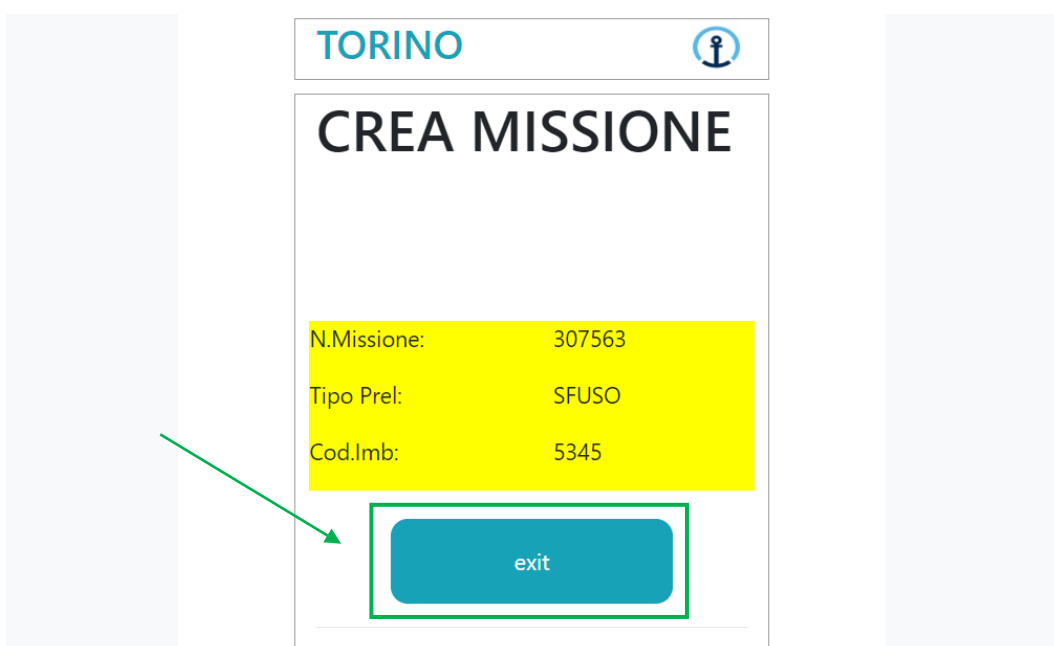 TORINO
CREA MISSIONE
N.Missione: 307563
Tipo Prel: SFUSO
Cod.Imb: 5345
exit